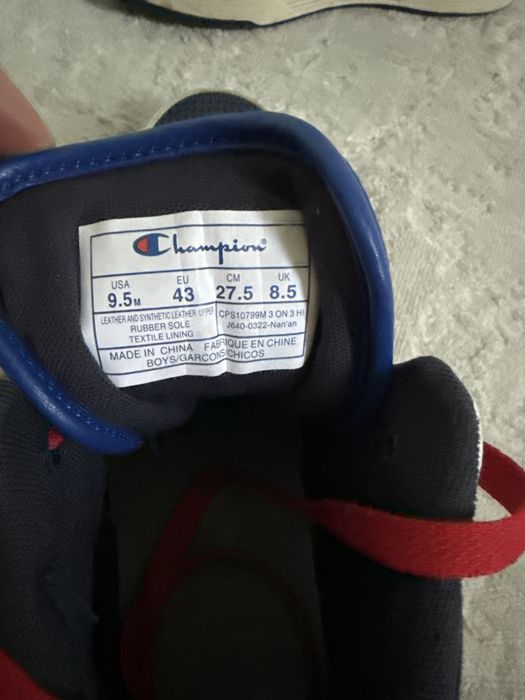 Champion®
USA EU CM UK
9.5M 43 27.5 8.5
LEATHER AND SYNTHETIC LEATHER UPPER
RUBBER SOLE
TEXTILE LINING
CPS10799M 3 ON 3 HI
J640-0322-Nan'an
MADE IN CHINA FABRIQUE EN CHINE
BOYS/GARCONS/CHICOS